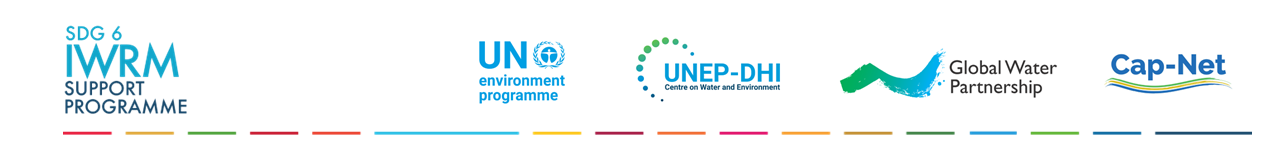 SDG 6
IWRM
SUPPORT
PROGRAMME
UN
environment
programme
UNEP-DHI
Centre on Water and Environment
Global Water
Partnership
Cap-Net